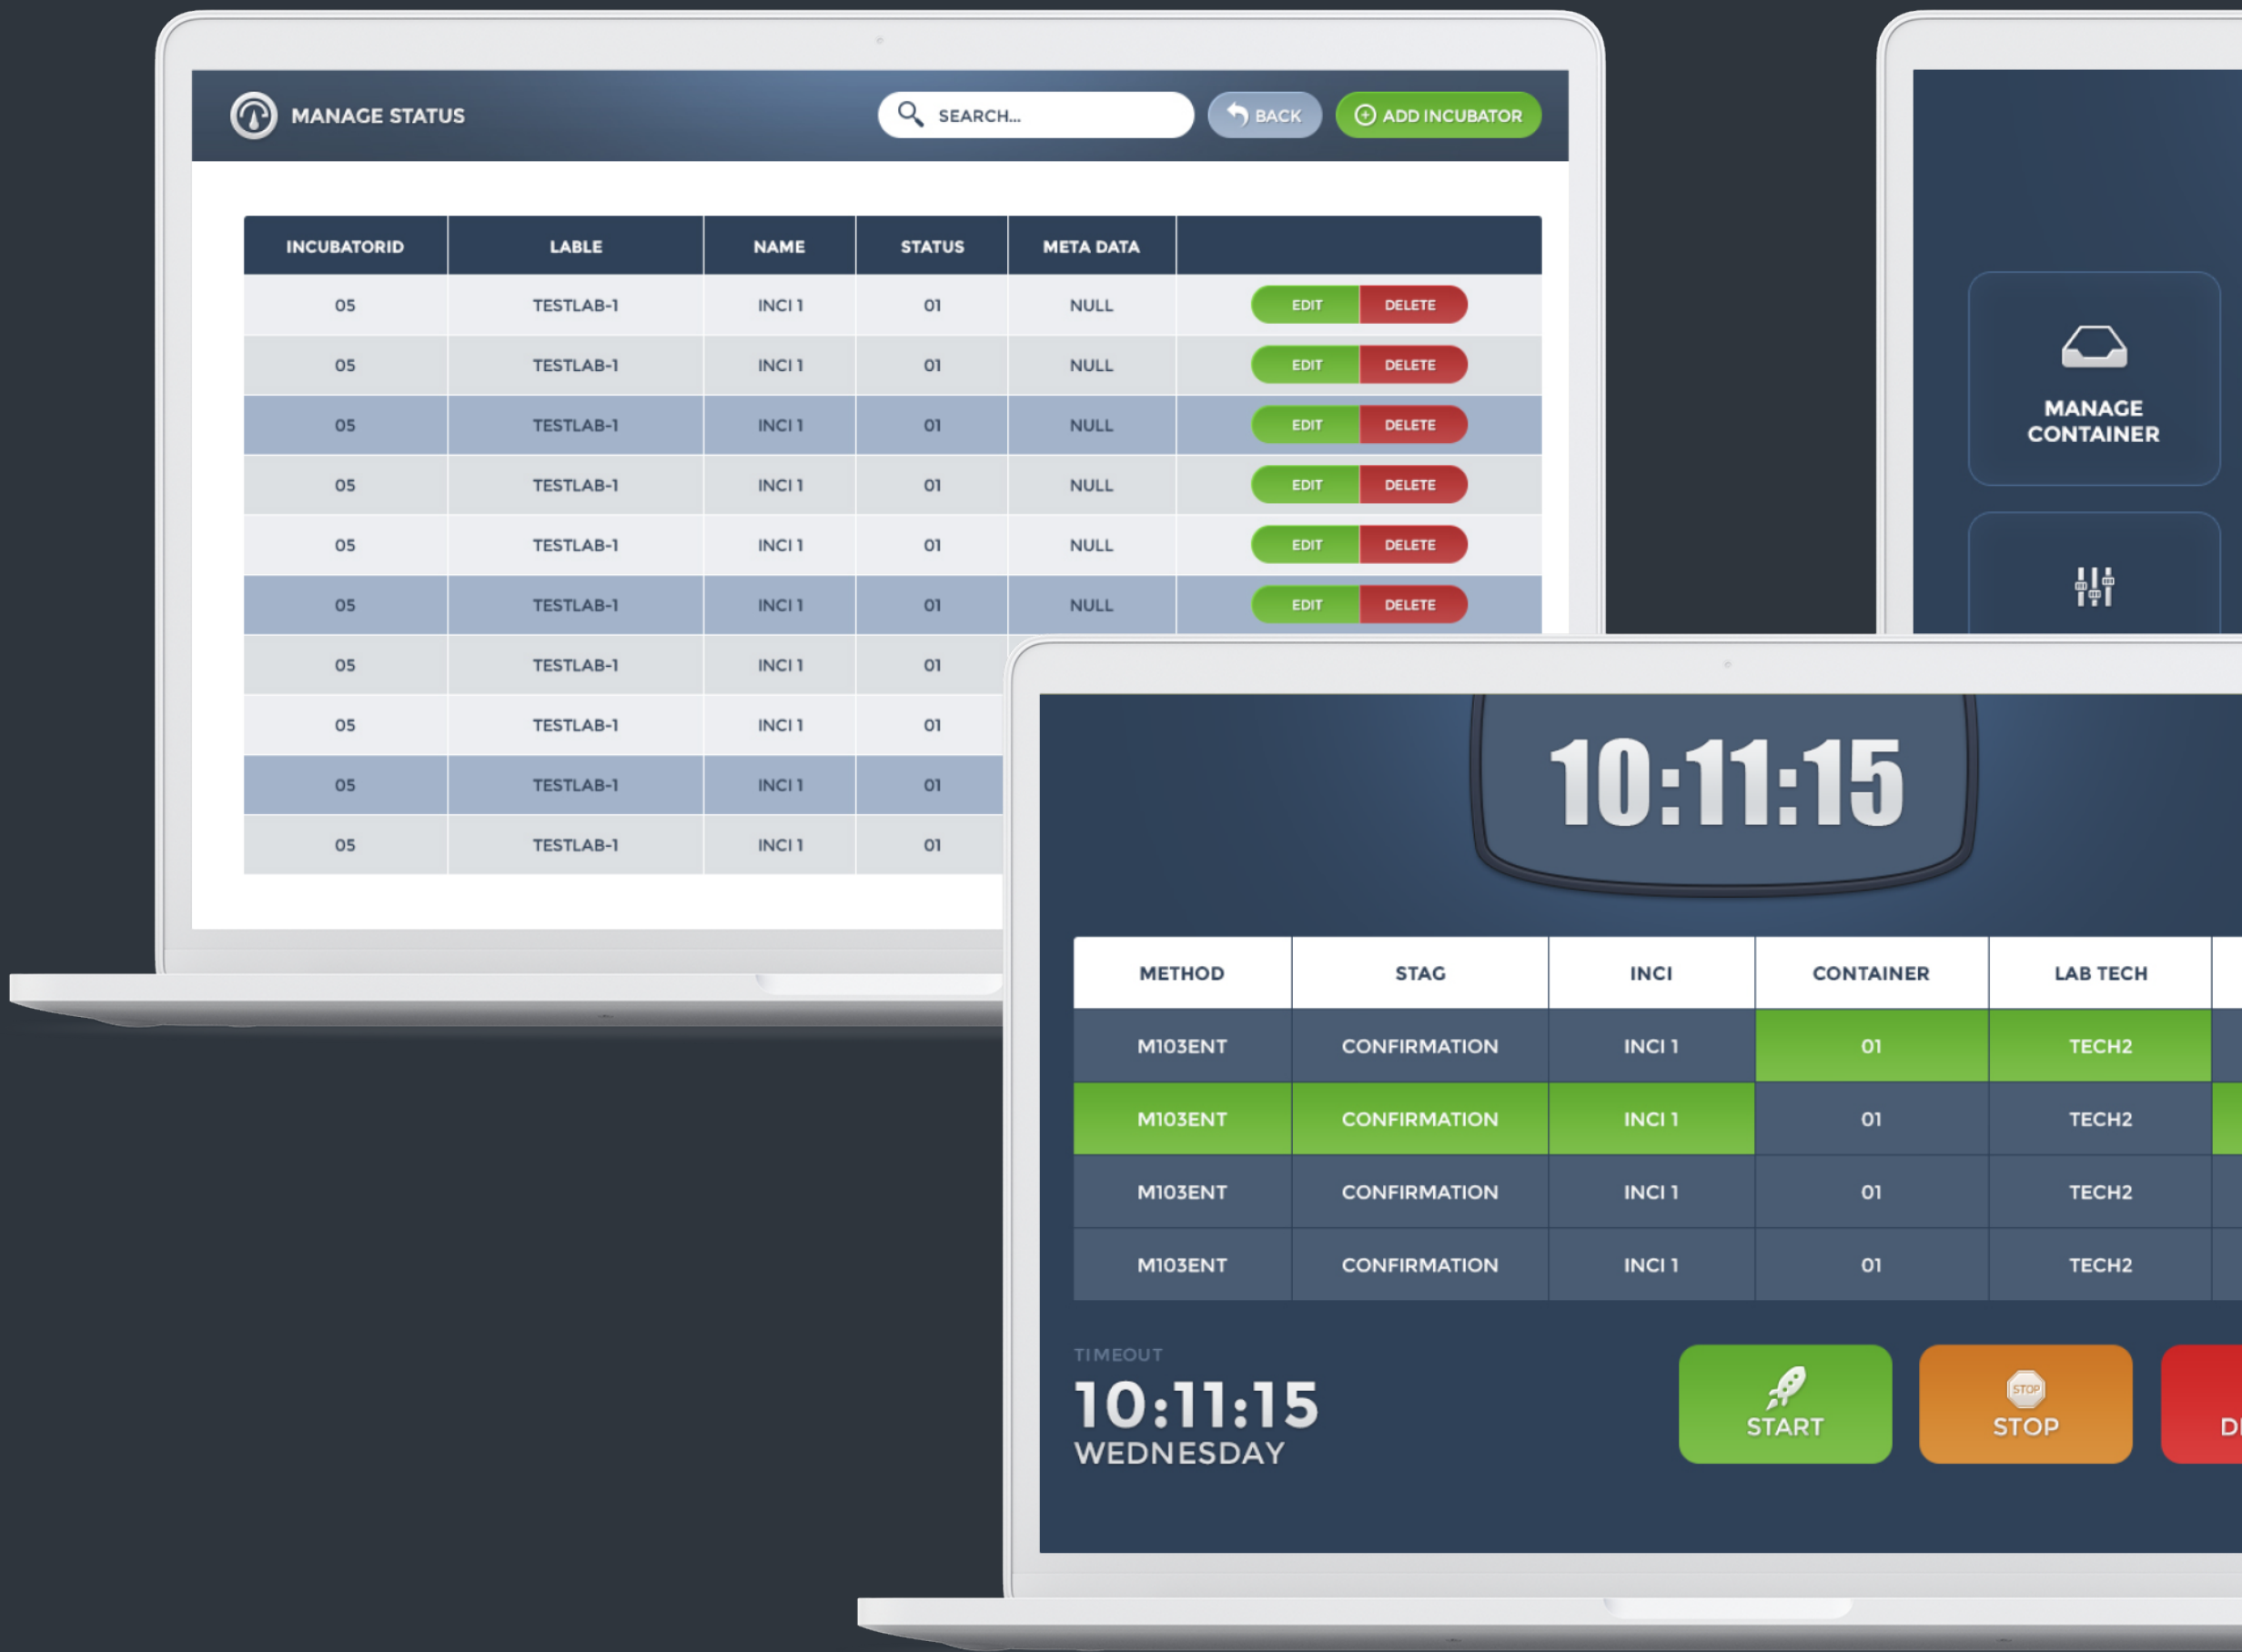 MANAGE STATUS
SEARCH...
BACK
ADD INCUBATOR
INCUBATORID LABLE NAME STATUS META DATA
05 TESTLAB-1 INCI 1 01 NULL EDIT DELETE
05 TESTLAB-1 INCI 1 01 NULL EDIT DELETE
05 TESTLAB-1 INCI 1 01 NULL EDIT DELETE
05 TESTLAB-1 INCI 1 01 NULL EDIT DELETE
05 TESTLAB-1 INCI 1 01 NULL EDIT DELETE
05 TESTLAB-1 INCI 1 01 NULL EDIT DELETE
05 TESTLAB-1 INCI 1 01
05 TESTLAB-1 INCI 1 01
05 TESTLAB-1 INCI 1 01
05 TESTLAB-1 INCI 1 01
MANAGE
CONTAINER
10:11:15
METHOD STAG INCI CONTAINER LAB TECH
M103ENT CONFIRMATION INCI 1 01 TECH2
M103ENT CONFIRMATION INCI 1 01 TECH2
M103ENT CONFIRMATION INCI 1 01 TECH2
M103ENT CONFIRMATION INCI 1 01 TECH2
TIMEOUT
10:11:15
WEDNESDAY
START
STOP
STOP